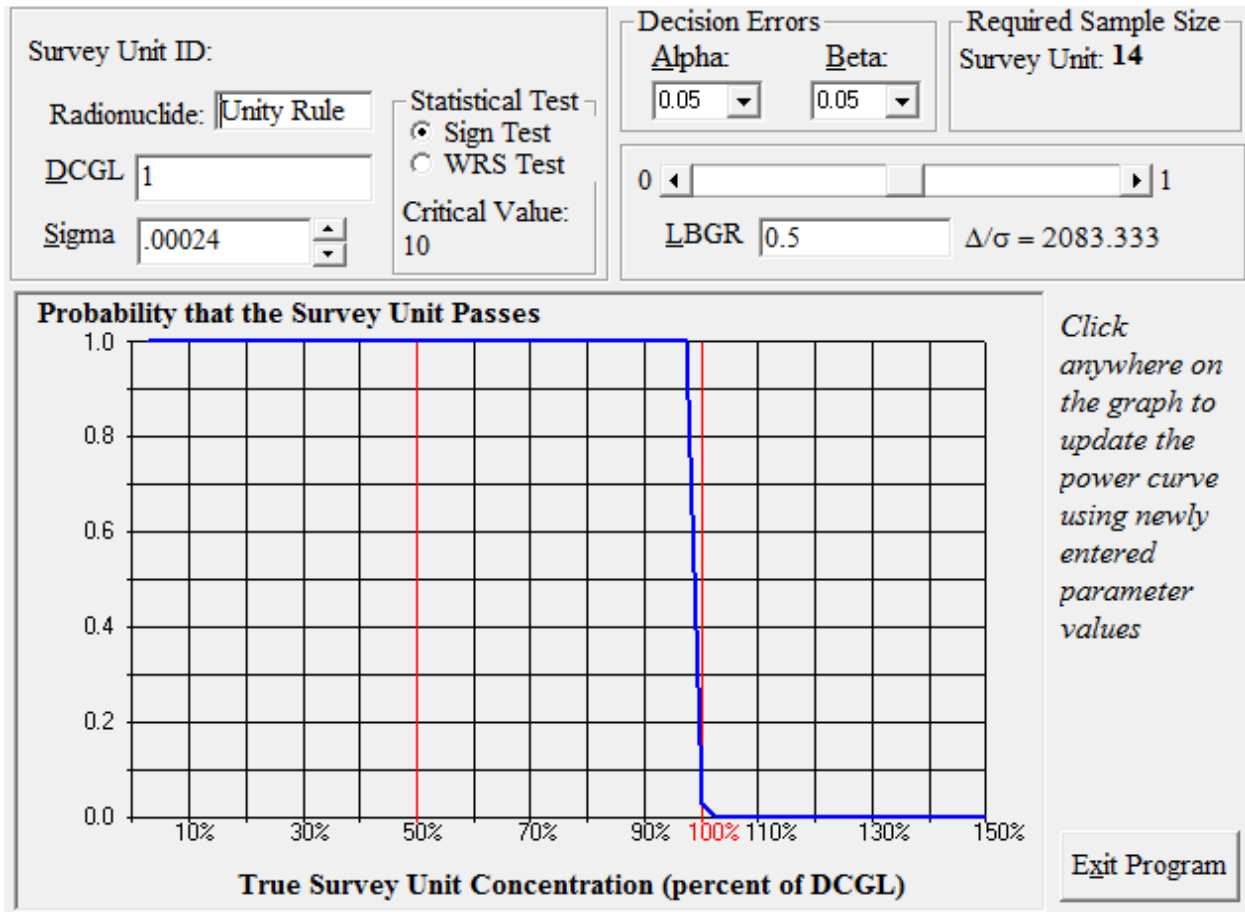 Survey Unit ID:
Radionuclide: Unity Rule
DCGL 1
Sigma .00024
Statistical Test
Sign Test
WRS Test
Critical Value:
10
Decision Errors
Alpha: Beta:
0.05 0.05
Required Sample Size
Survey Unit: 14
0 1
LBGR 0.5 Δ/σ = 2083.333
Probability that the Survey Unit Passes
1.0
0.8
0.6
0.4
0.2
0.0
10% 30% 50% 70% 90% 100% 110% 130% 150%
True Survey Unit Concentration (percent of DCGL)
Click
anywhere on
the graph to
update the
power curve
using newly
entered
parameter
values
Exit Program